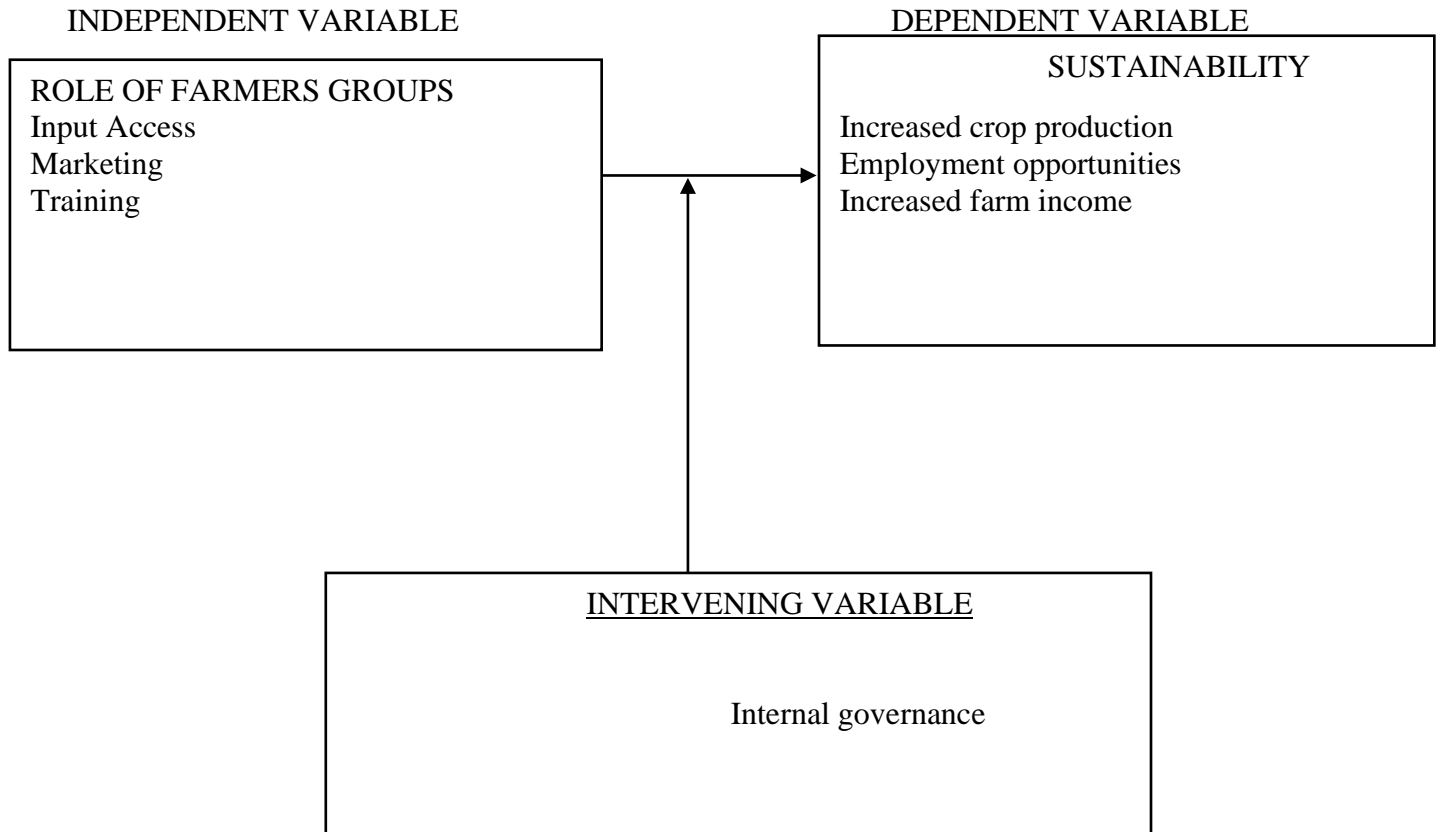 INDEPENDENT VARIABLE
ROLE OF FARMERS GROUPS
Input Access
Marketing
Training
DEPENDENT VARIABLE
SUSTAINABILITY
Increased crop production
Employment opportunities
Increased farm income
INTERVENING VARIABLE
Internal governance